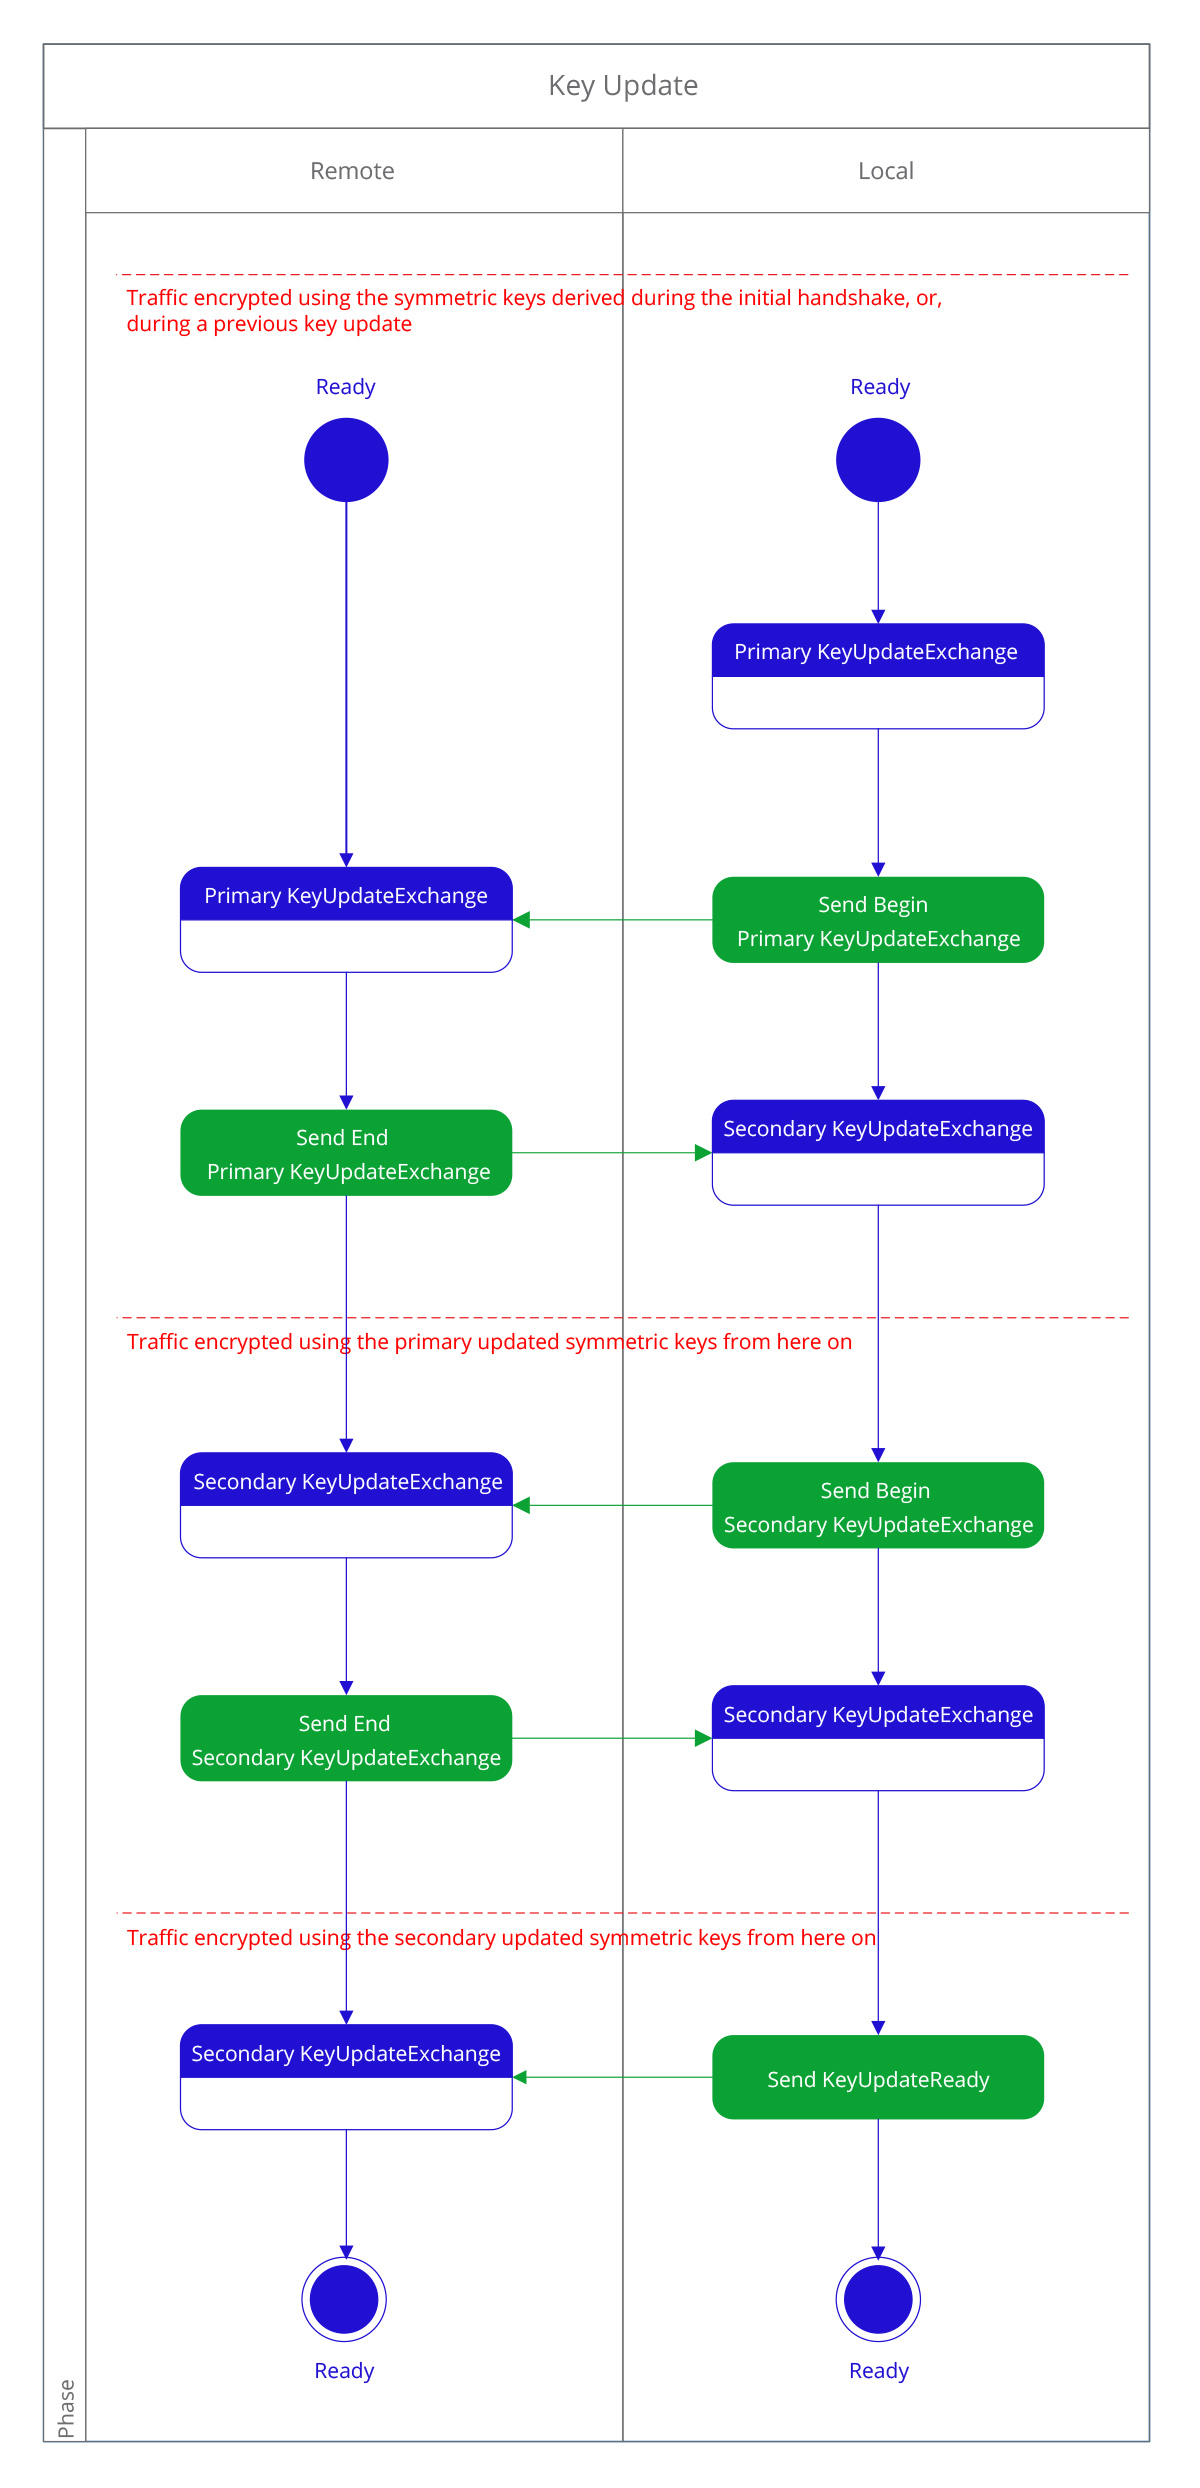 Key Update
Remote
Local
Traffic encrypted using the symmetric keys derived during the initial handshake, or,
during a previous key update
Ready
Ready
Primary KeyUpdateExchange
Primary KeyUpdateExchange
Send Begin
Primary KeyUpdateExchange
Send End
Primary KeyUpdateExchange
Secondary KeyUpdateExchange
Traffic encrypted using the primary updated symmetric keys from here on
Secondary KeyUpdateExchange
Send Begin
Secondary KeyUpdateExchange
Send End
Secondary KeyUpdateExchange
Secondary KeyUpdateExchange
Traffic encrypted using the secondary updated symmetric keys from here on
Secondary KeyUpdateExchange
Send KeyUpdateReady
Ready
Ready
Phase